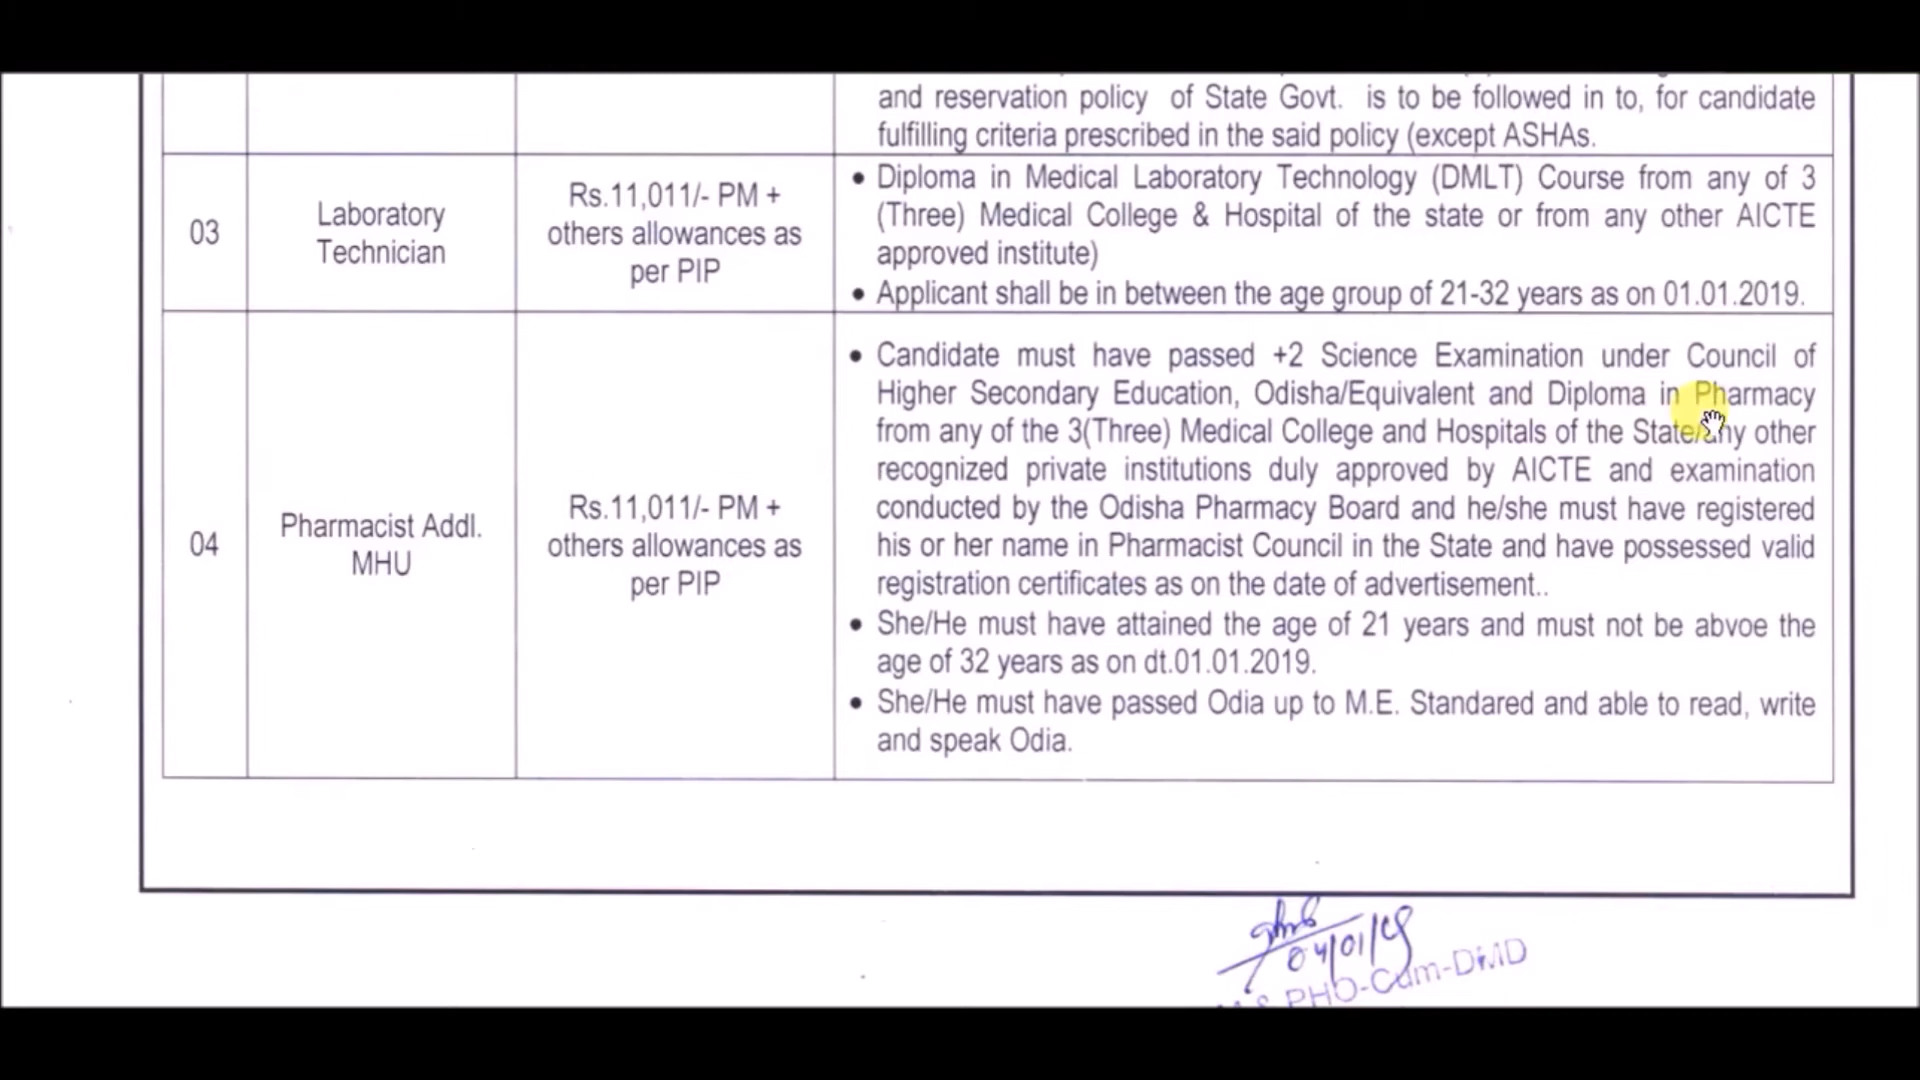 and reservation policy of State Govt. is to be followed in to, for candidate
fulfilling criteria prescribed in the said policy (except ASHAs.
03
Laboratory
Technician
Rs.11,011/- PM +
others allowances as
per PIP
• Diploma in Medical Laboratory Technology (DMLT) Course from any of 3
(Three) Medical College & Hospital of the state or from any other AICTE
approved institute)
• Applicant shall be in between the age group of 21-32 years as on 01.01.2019.
04
Pharmacist Addl.
MHU
Rs.11,011/- PM +
others allowances as
per PIP
• Candidate must have passed +2 Science Examination under Council of
Higher Secondary Education, Odisha/Equivalent and Diploma in Pharmacy
from any of the 3(Three) Medical College and Hospitals of the State/any other
recognized private institutions duly approved by AICTE and examination
conducted by the Odisha Pharmacy Board and he/she must have registered
his or her name in Pharmacist Council in the State and have possessed valid
registration certificates as on the date of advertisement..
• She/He must have attained the age of 21 years and must not be abvoe the
age of 32 years as on dt.01.01.2019.
• She/He must have passed Odia up to M.E. Standared and able to read, write
and speak Odia.
04/01/19
PHO-Cum-DMD